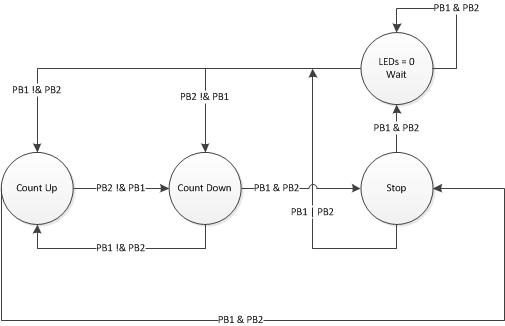 PB1 & PB2
LEDs = 0
Wait
PB1 !& PB2
PB2 !& PB1
PB1 & PB2
Count Up
PB2 !& PB1
Count Down
PB1 & PB2
Stop
PB1 | PB2
PB1 !& PB2
PB1 & PB2